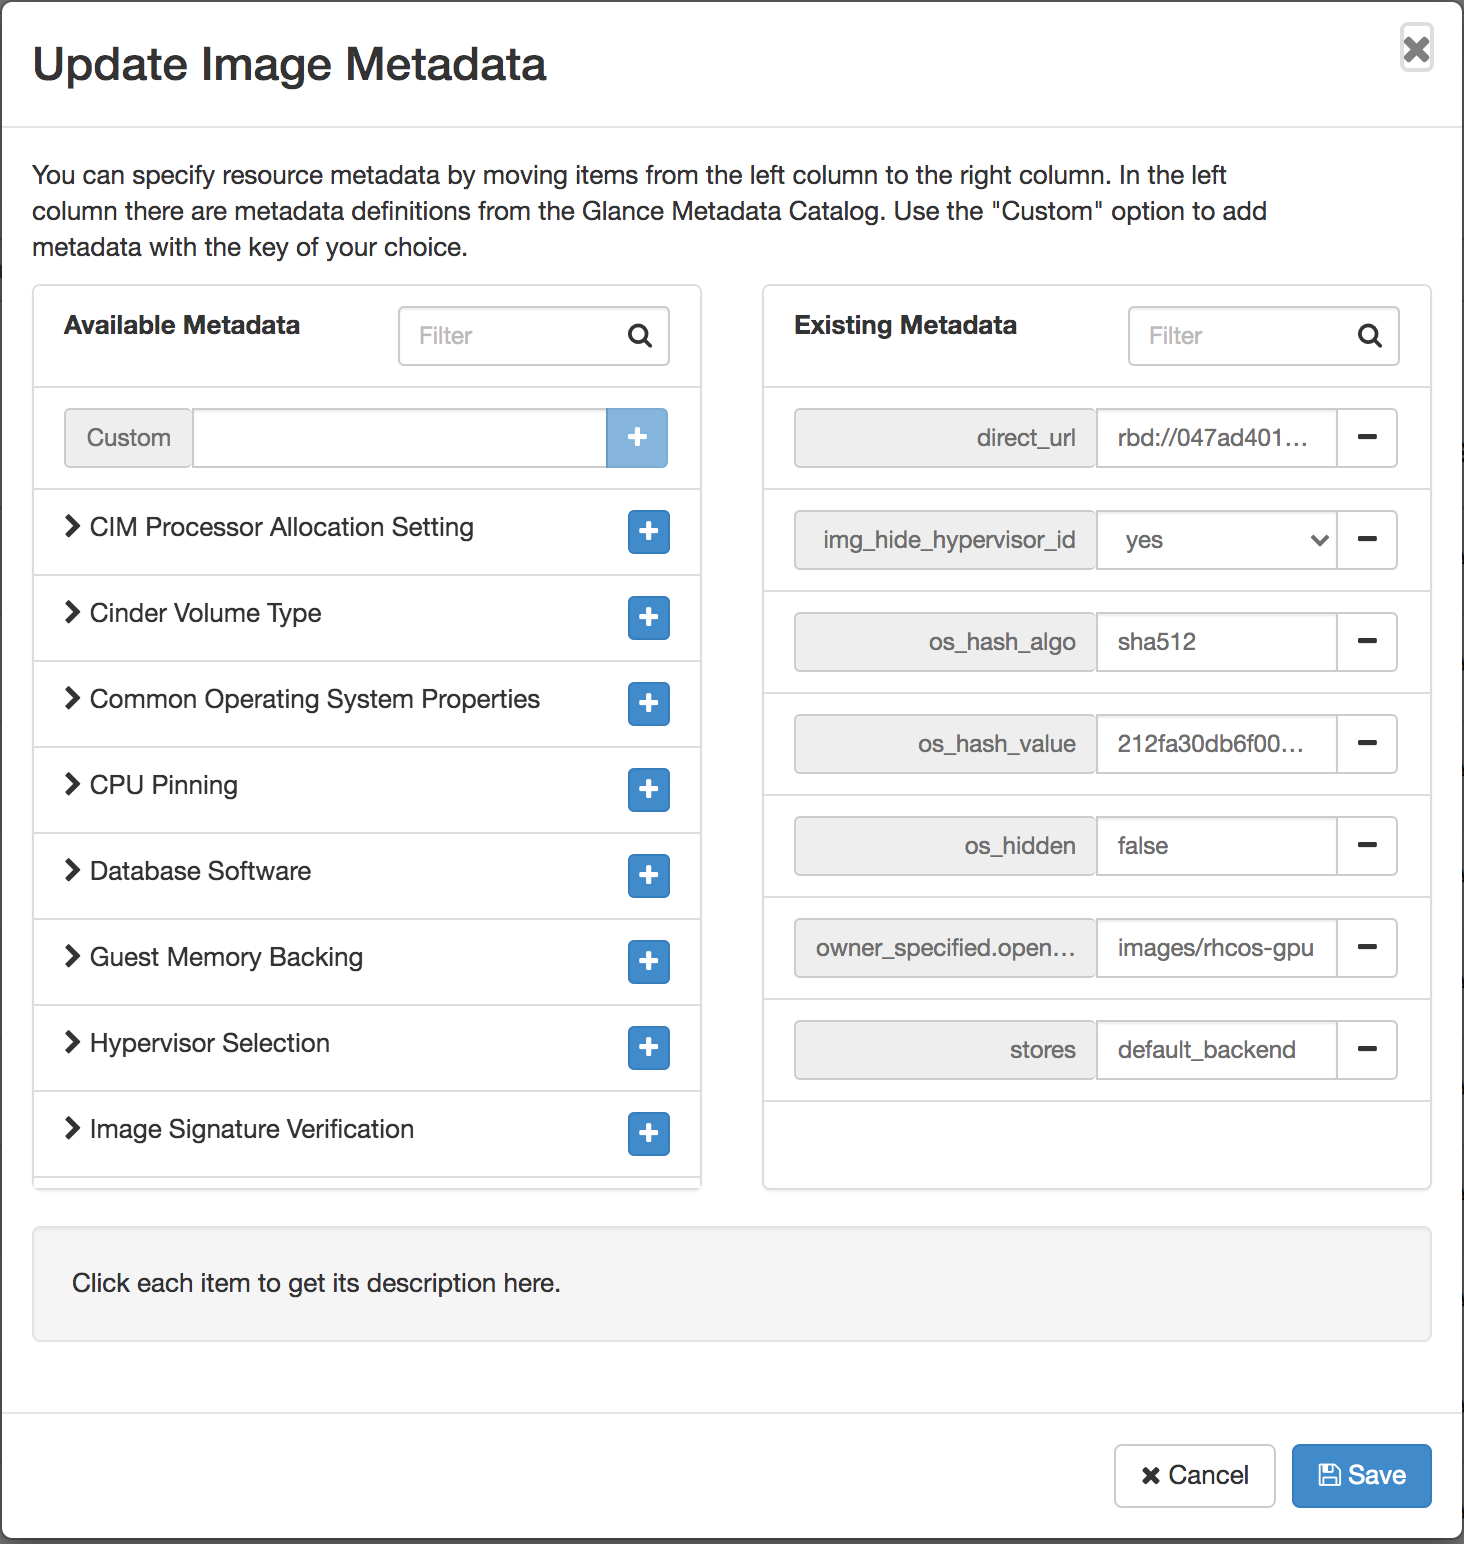 Update Image Metadata
You can specify resource metadata by moving items from the left column to the right column. In the left
column there are metadata definitions from the Glance Metadata Catalog. Use the "Custom" option to add
metadata with the key of your choice.
Available Metadata
Filter
Custom
CIM Processor Allocation Setting
Cinder Volume Type
Common Operating System Properties
CPU Pinning
Database Software
Guest Memory Backing
Hypervisor Selection
Image Signature Verification
Existing Metadata
Filter
direct_url rbd://047ad401...
img_hide_hypervisor_id yes
os_hash_algo sha512
os_hash_value 212fa30db6f00...
os_hidden false
owner_specified.open... images/rhcos-gpu
stores default_backend
Click each item to get its description here.
Cancel
Save